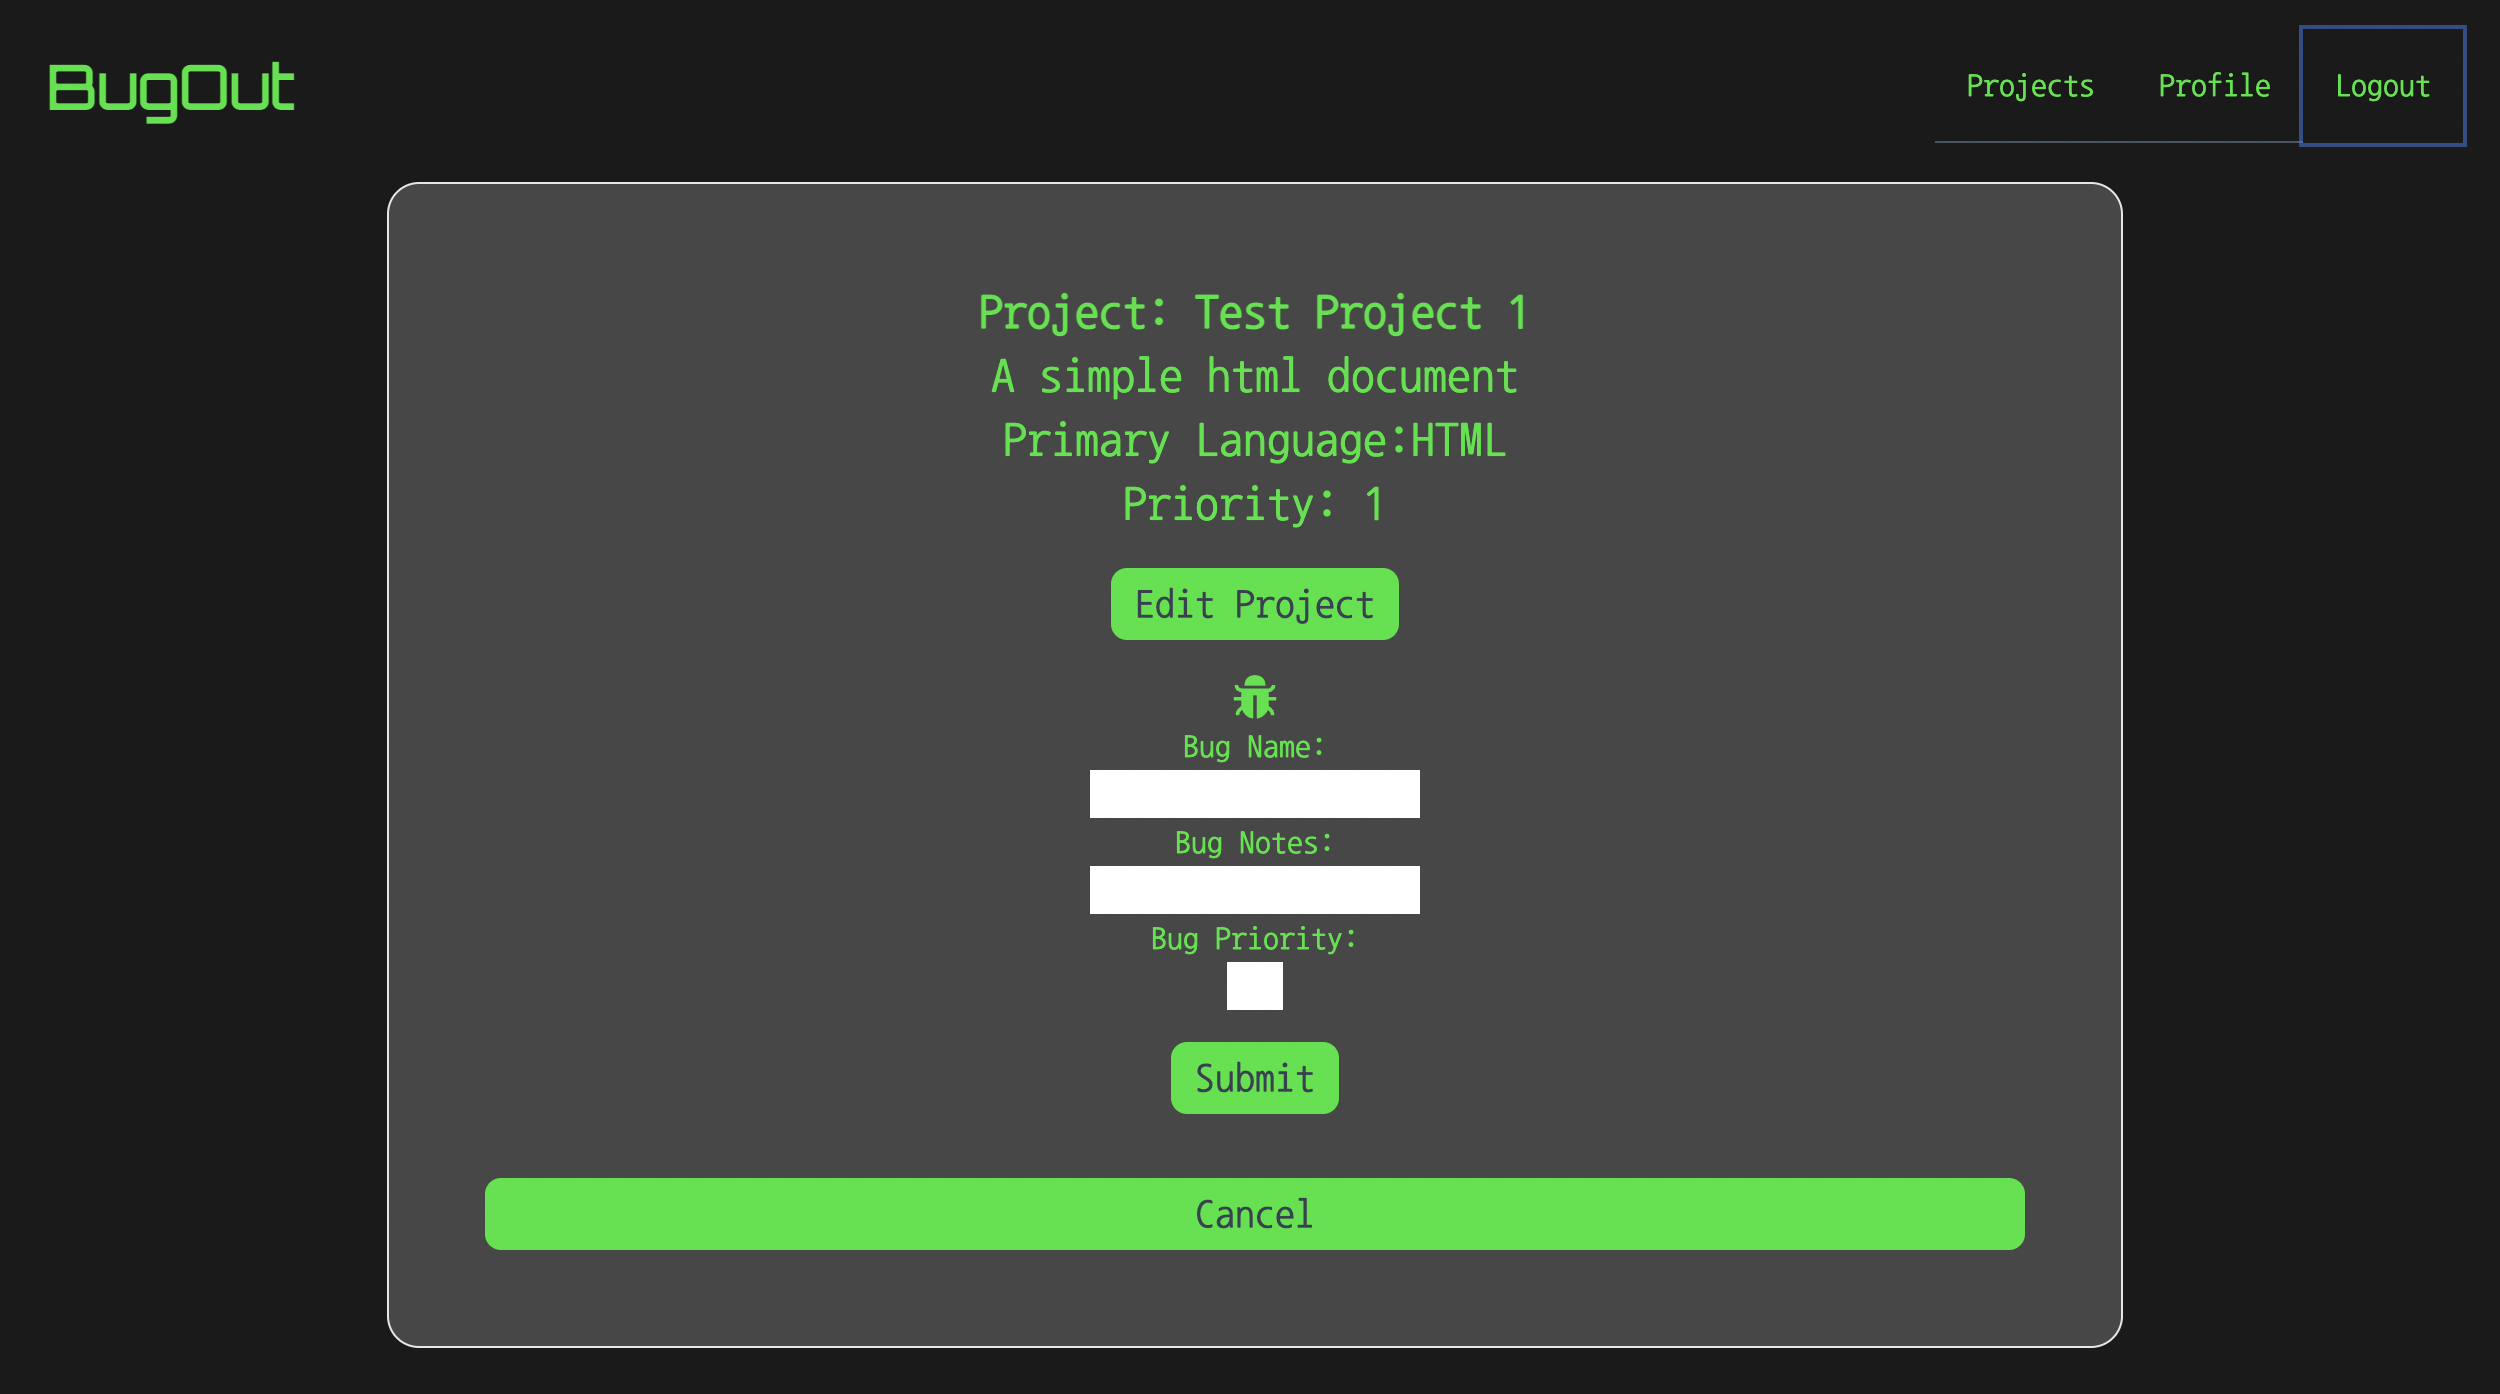 BugOut
Projects Profile Logout
Project: Test Project 1
A simple html document
Primary Language:HTML
Priority: 1
Edit Project
Bug Name:
Bug Notes:
Bug Priority:
Submit
Cancel